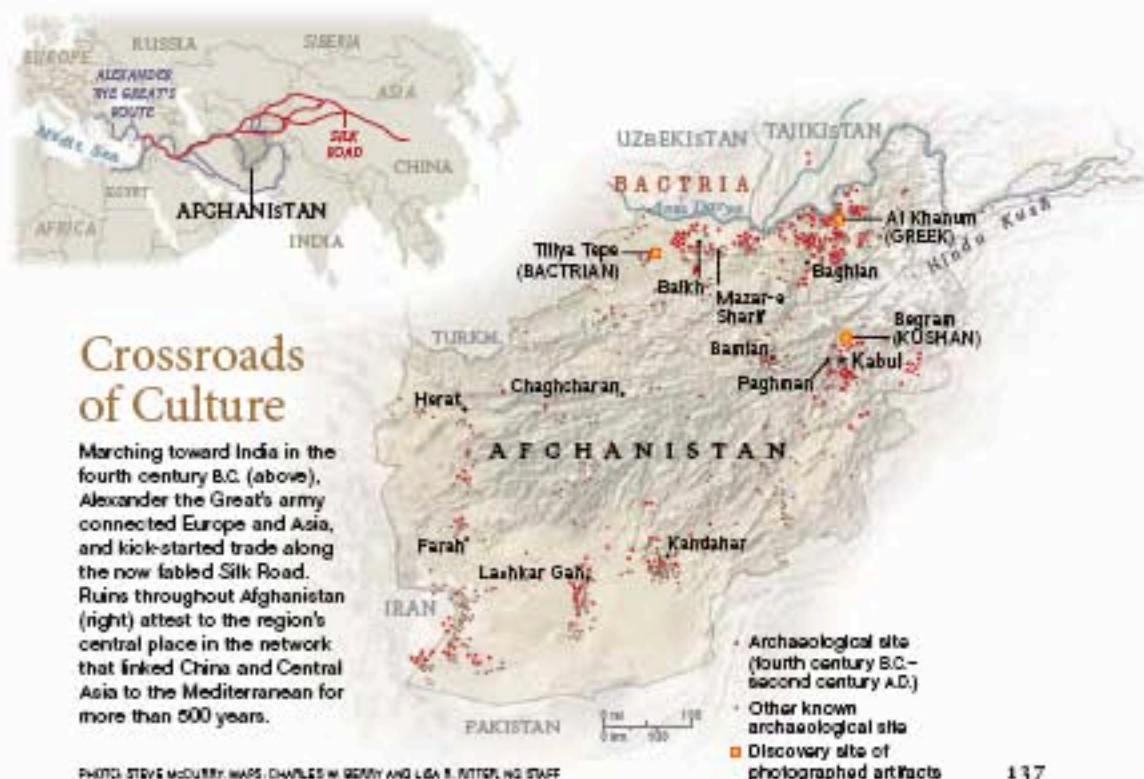 EUROPE
RUSSIA
SIBERIA
ALEXANDER
THE GREAT'S
ROUTE
ASIA
SILK
ROAD
CHINA
EGYPT
AFGHANISTAN
AFRICA
INDIA
UZBEKISTAN
TAJIKISTAN
BACTRIA
Amu Darya
Ai Khanum
(GREEK)
Hindu Kush
Tillya Tepe
(BACTRIAN)
Baghlan
Balkh
Mazar-e
Sharif
TURKM.
Begram
(KUSHAN)
Bamian
Kabul
Paghman
Chaghcharan
Herat
AFGHANISTAN
Farah
Kandahar
Lashkar Gah
IRAN
PAKISTAN
0 mi 100
0 km 100
Crossroads
of Culture
Marching toward India in the
fourth century B.C. (above),
Alexander the Great's army
connected Europe and Asia,
and kick-started trade along
the now fabled Silk Road.
Ruins throughout Afghanistan
(right) attest to the region's
central place in the network
that linked China and Central
Asia to the Mediterranean for
more than 500 years.
Archaeological site
(fourth century B.C.–
second century A.D.)
Other known
archaeological site
Discovery site of
photographed artifacts
PHOTO: STEVE McCURRY. MAPS: CHARLES W. BERRY AND LISA R. RITTER, NG STAFF
137